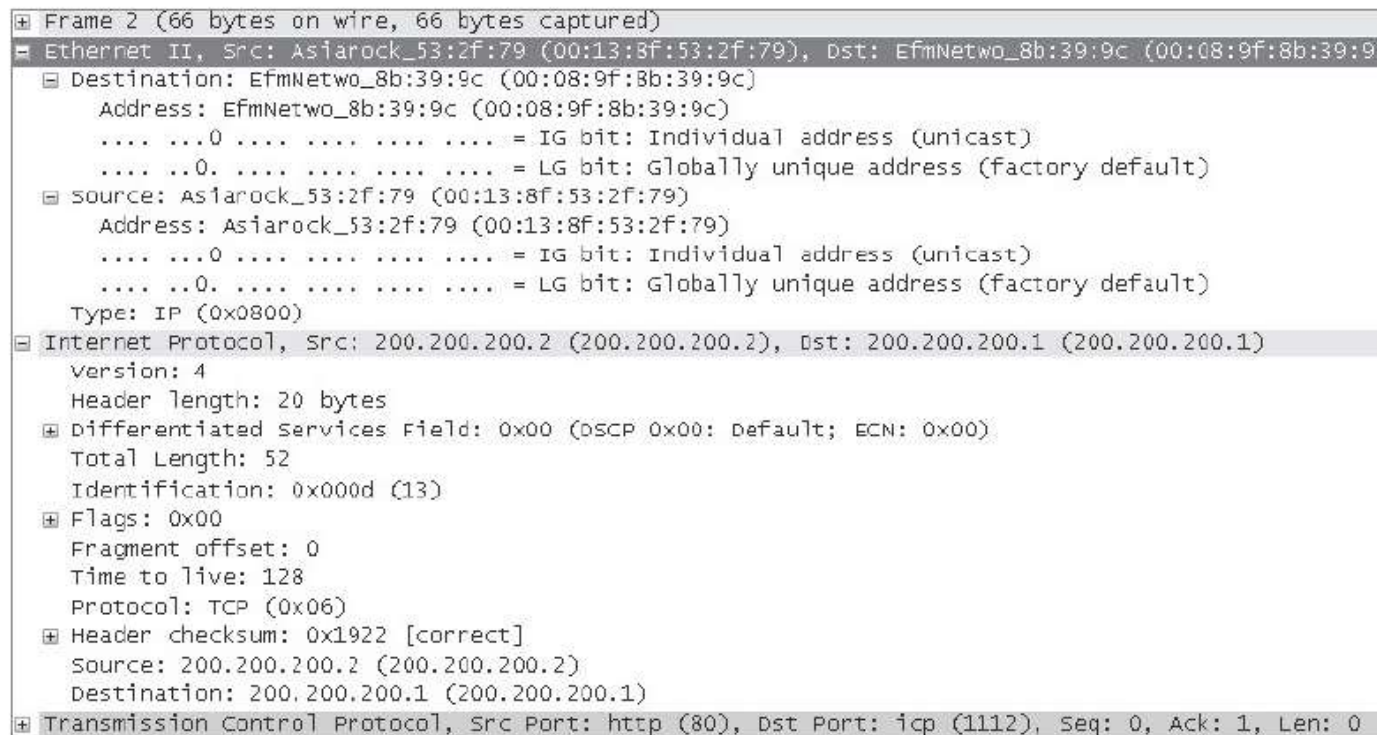 Frame 2 (66 bytes on wire, 66 bytes captured)
Ethernet II, Src: Asiarock_53:2f:79 (00:13:8f:53:2f:79), Dst: EfmNetwo_8b:39:9c (00:08:9f:8b:39:9
Destination: EfmNetwo_8b:39:9c (00:08:9f:8b:39:9c)
Address: EfmNetwo_8b:39:9c (00:08:9f:8b:39:9c)
.... ...0 .... .... .... .... = IG bit: Individual address (unicast)
.... ..0. .... .... .... .... = LG bit: Globally unique address (factory default)
Source: Asiarock_53:2f:79 (00:13:8f:53:2f:79)
Address: Asiarock_53:2f:79 (00:13:8f:53:2f:79)
.... ...0 .... .... .... .... = IG bit: Individual address (unicast)
.... ..0. .... .... .... .... = LG bit: Globally unique address (factory default)
Type: IP (0x0800)
Internet Protocol, Src: 200.200.200.2 (200.200.200.2), Dst: 200.200.200.1 (200.200.200.1)
Version: 4
Header length: 20 bytes
Differentiated Services Field: 0x00 (DSCP 0x00: Default; ECN: 0x00)
Total Length: 52
Identification: 0x000d (13)
Flags: 0x00
Fragment offset: 0
Time to live: 128
Protocol: TCP (0x06)
Header checksum: 0x1922 [correct]
Source: 200.200.200.2 (200.200.200.2)
Destination: 200.200.200.1 (200.200.200.1)
Transmission Control Protocol, Src Port: http (80), Dst Port: icp (1112), Seq: 0, Ack: 1, Len: 0